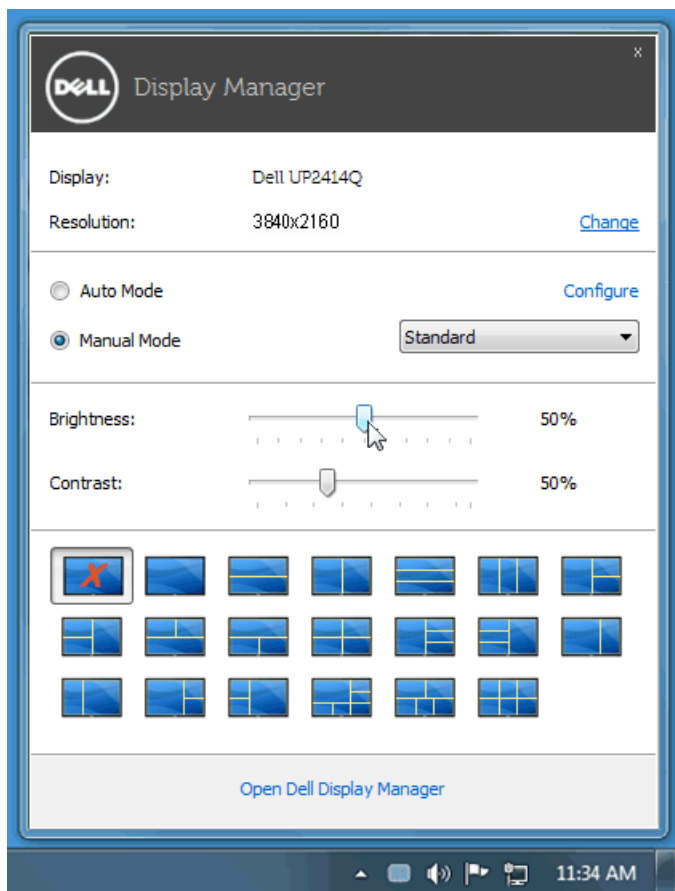 x
DELL Display Manager
Display: Dell UP2414Q
Resolution: 3840x2160 Change
Auto Mode Configure
Manual Mode Standard
Brightness: 50%
Contrast: 50%
X
Open Dell Display Manager
11:34 AM